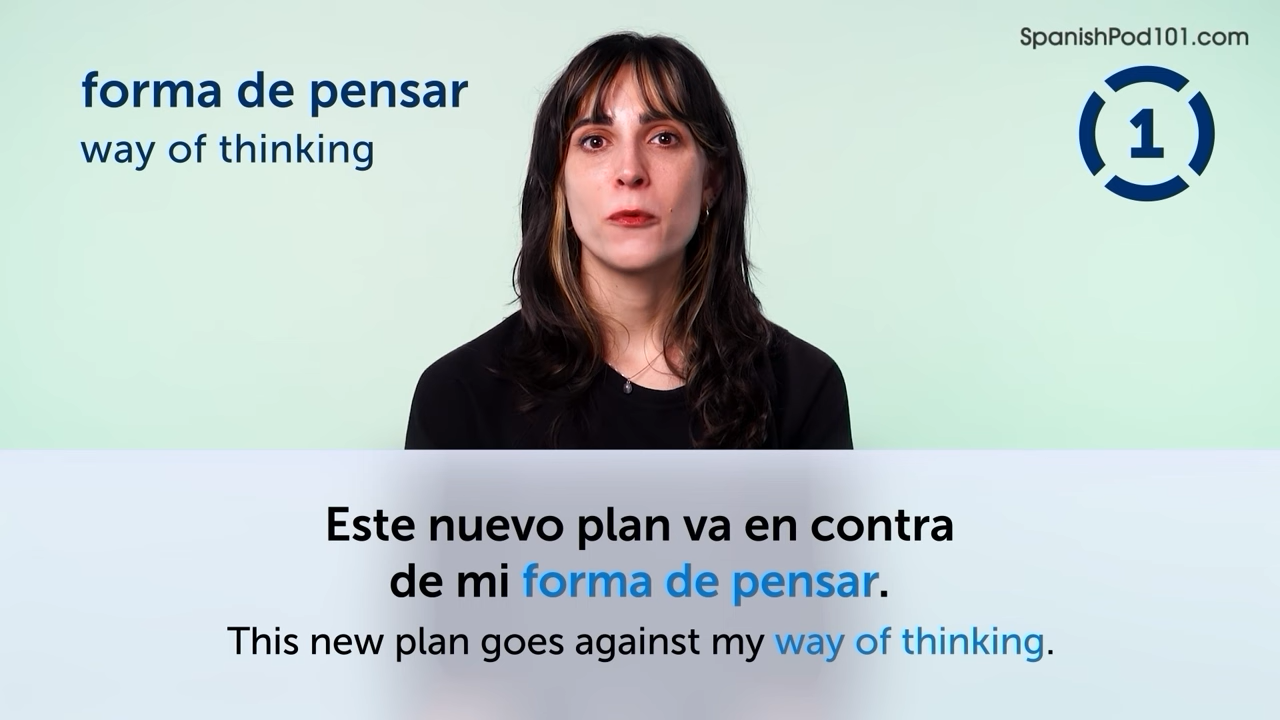 SpanishPod101.com
forma de pensar
way of thinking
1
Este nuevo plan va en contra
de mi forma de pensar.
This new plan goes against my way of thinking.